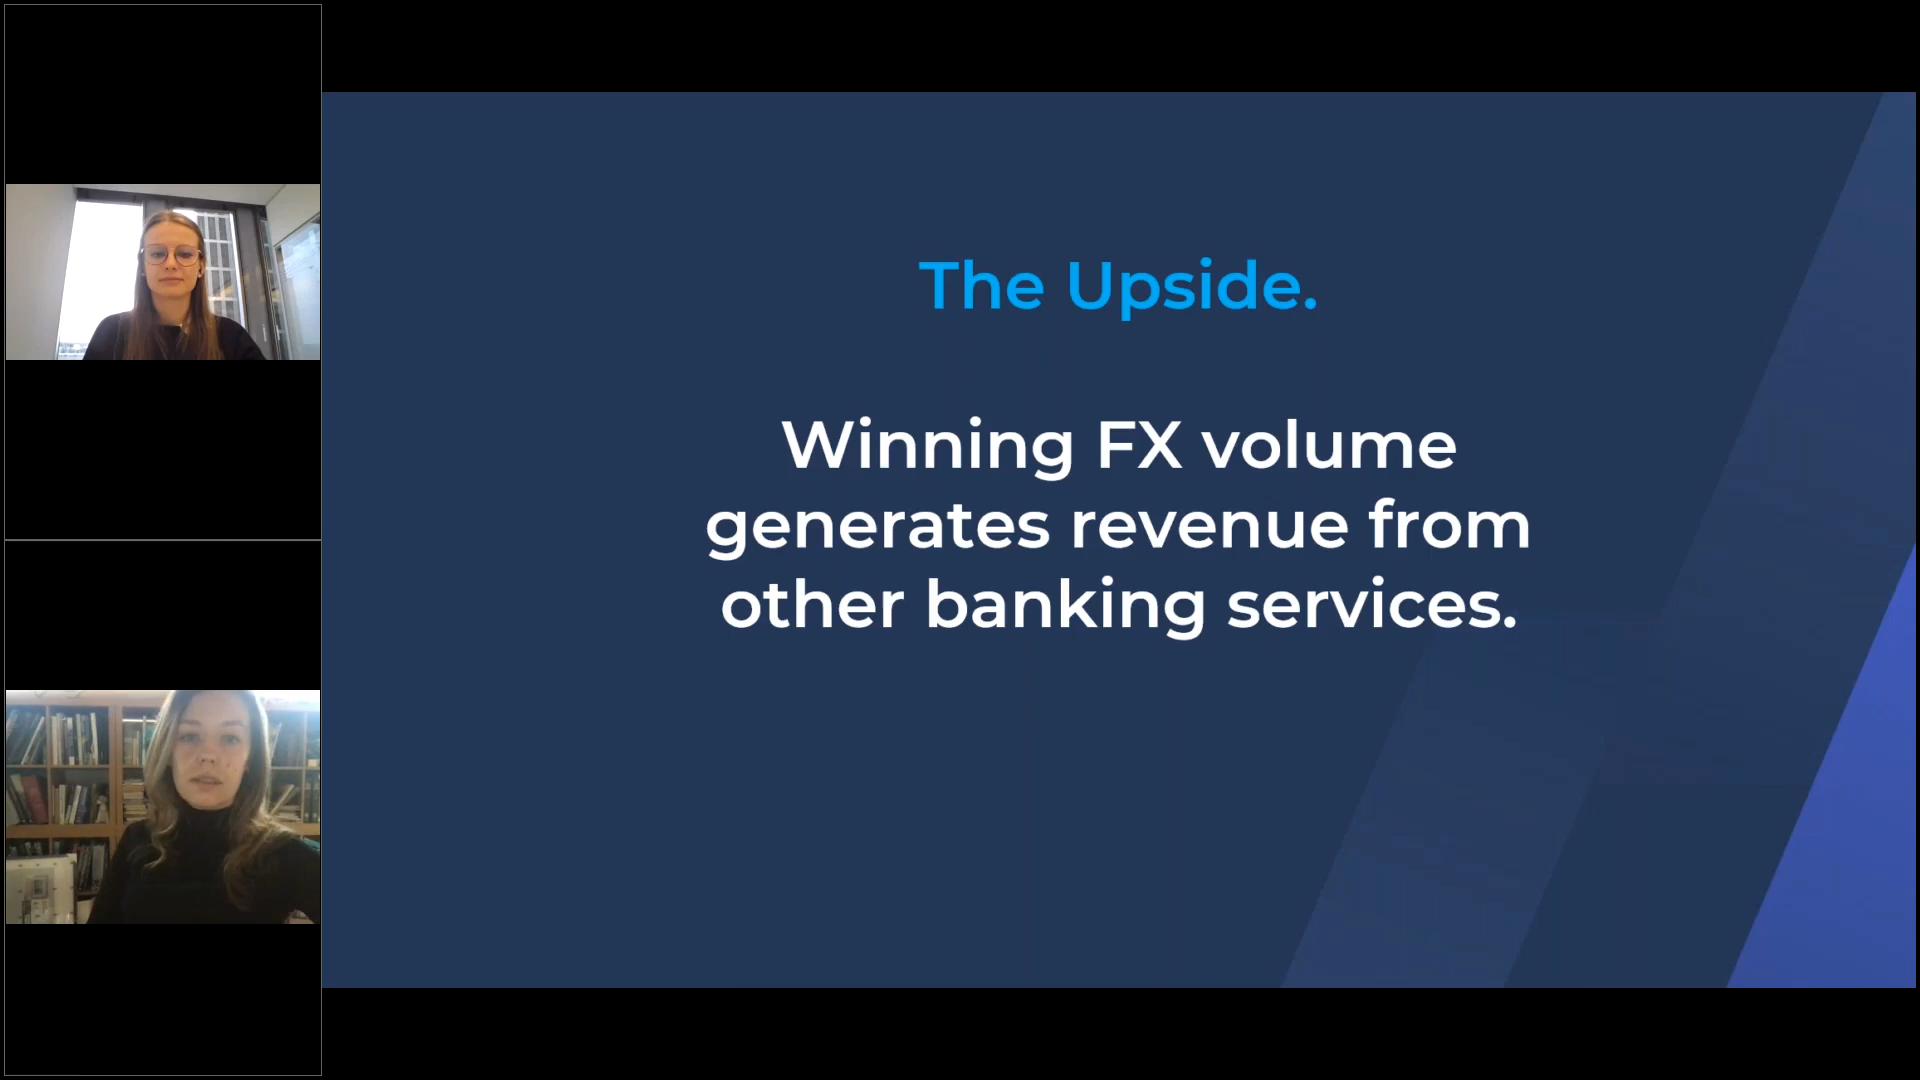 The Upside.
Winning FX volume
generates revenue from
other banking services.